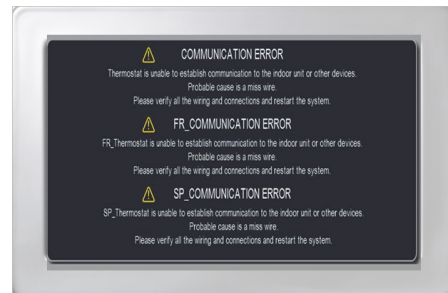 COMMUNICATION ERROR
Thermostat is unable to establish communication to the indoor unit or other devices.
Probable cause is a miss wire.
Please verify all the wiring and connections and restart the system.
FR_COMMUNICATION ERROR
FR_Thermostat is unable to establish communication to the indoor unit or other devices.
Probable cause is a miss wire.
Please verify all the wiring and connections and restart the system.
SP_COMMUNICATION ERROR
SP_Thermostat is unable to establish communication to the indoor unit or other devices.
Probable cause is a miss wire.
Please verify all the wiring and connections and restart the system.